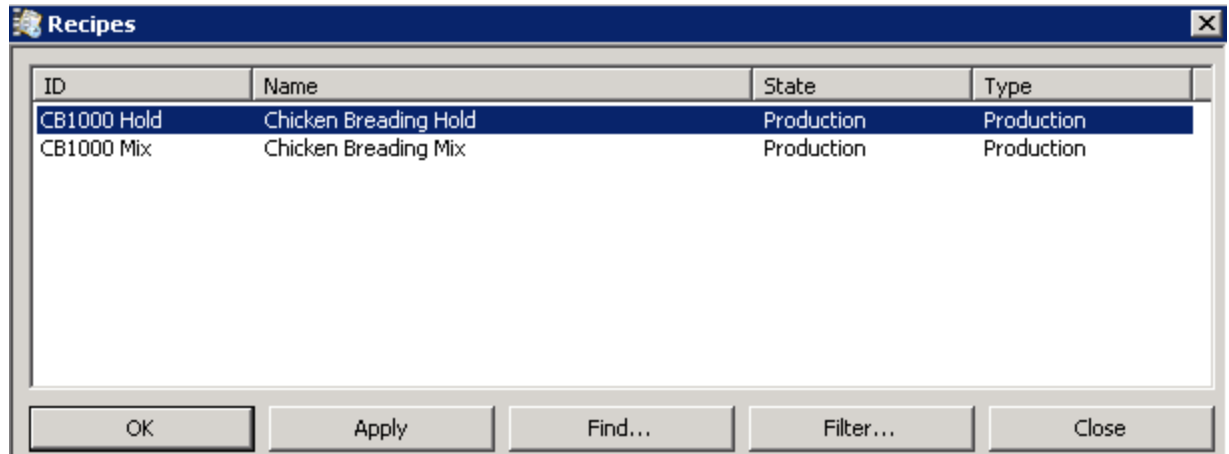 Recipes
ID Name State Type
CB1000 Hold Chicken Breading Hold Production Production
CB1000 Mix Chicken Breading Mix Production Production
OK Apply Find... Filter... Close